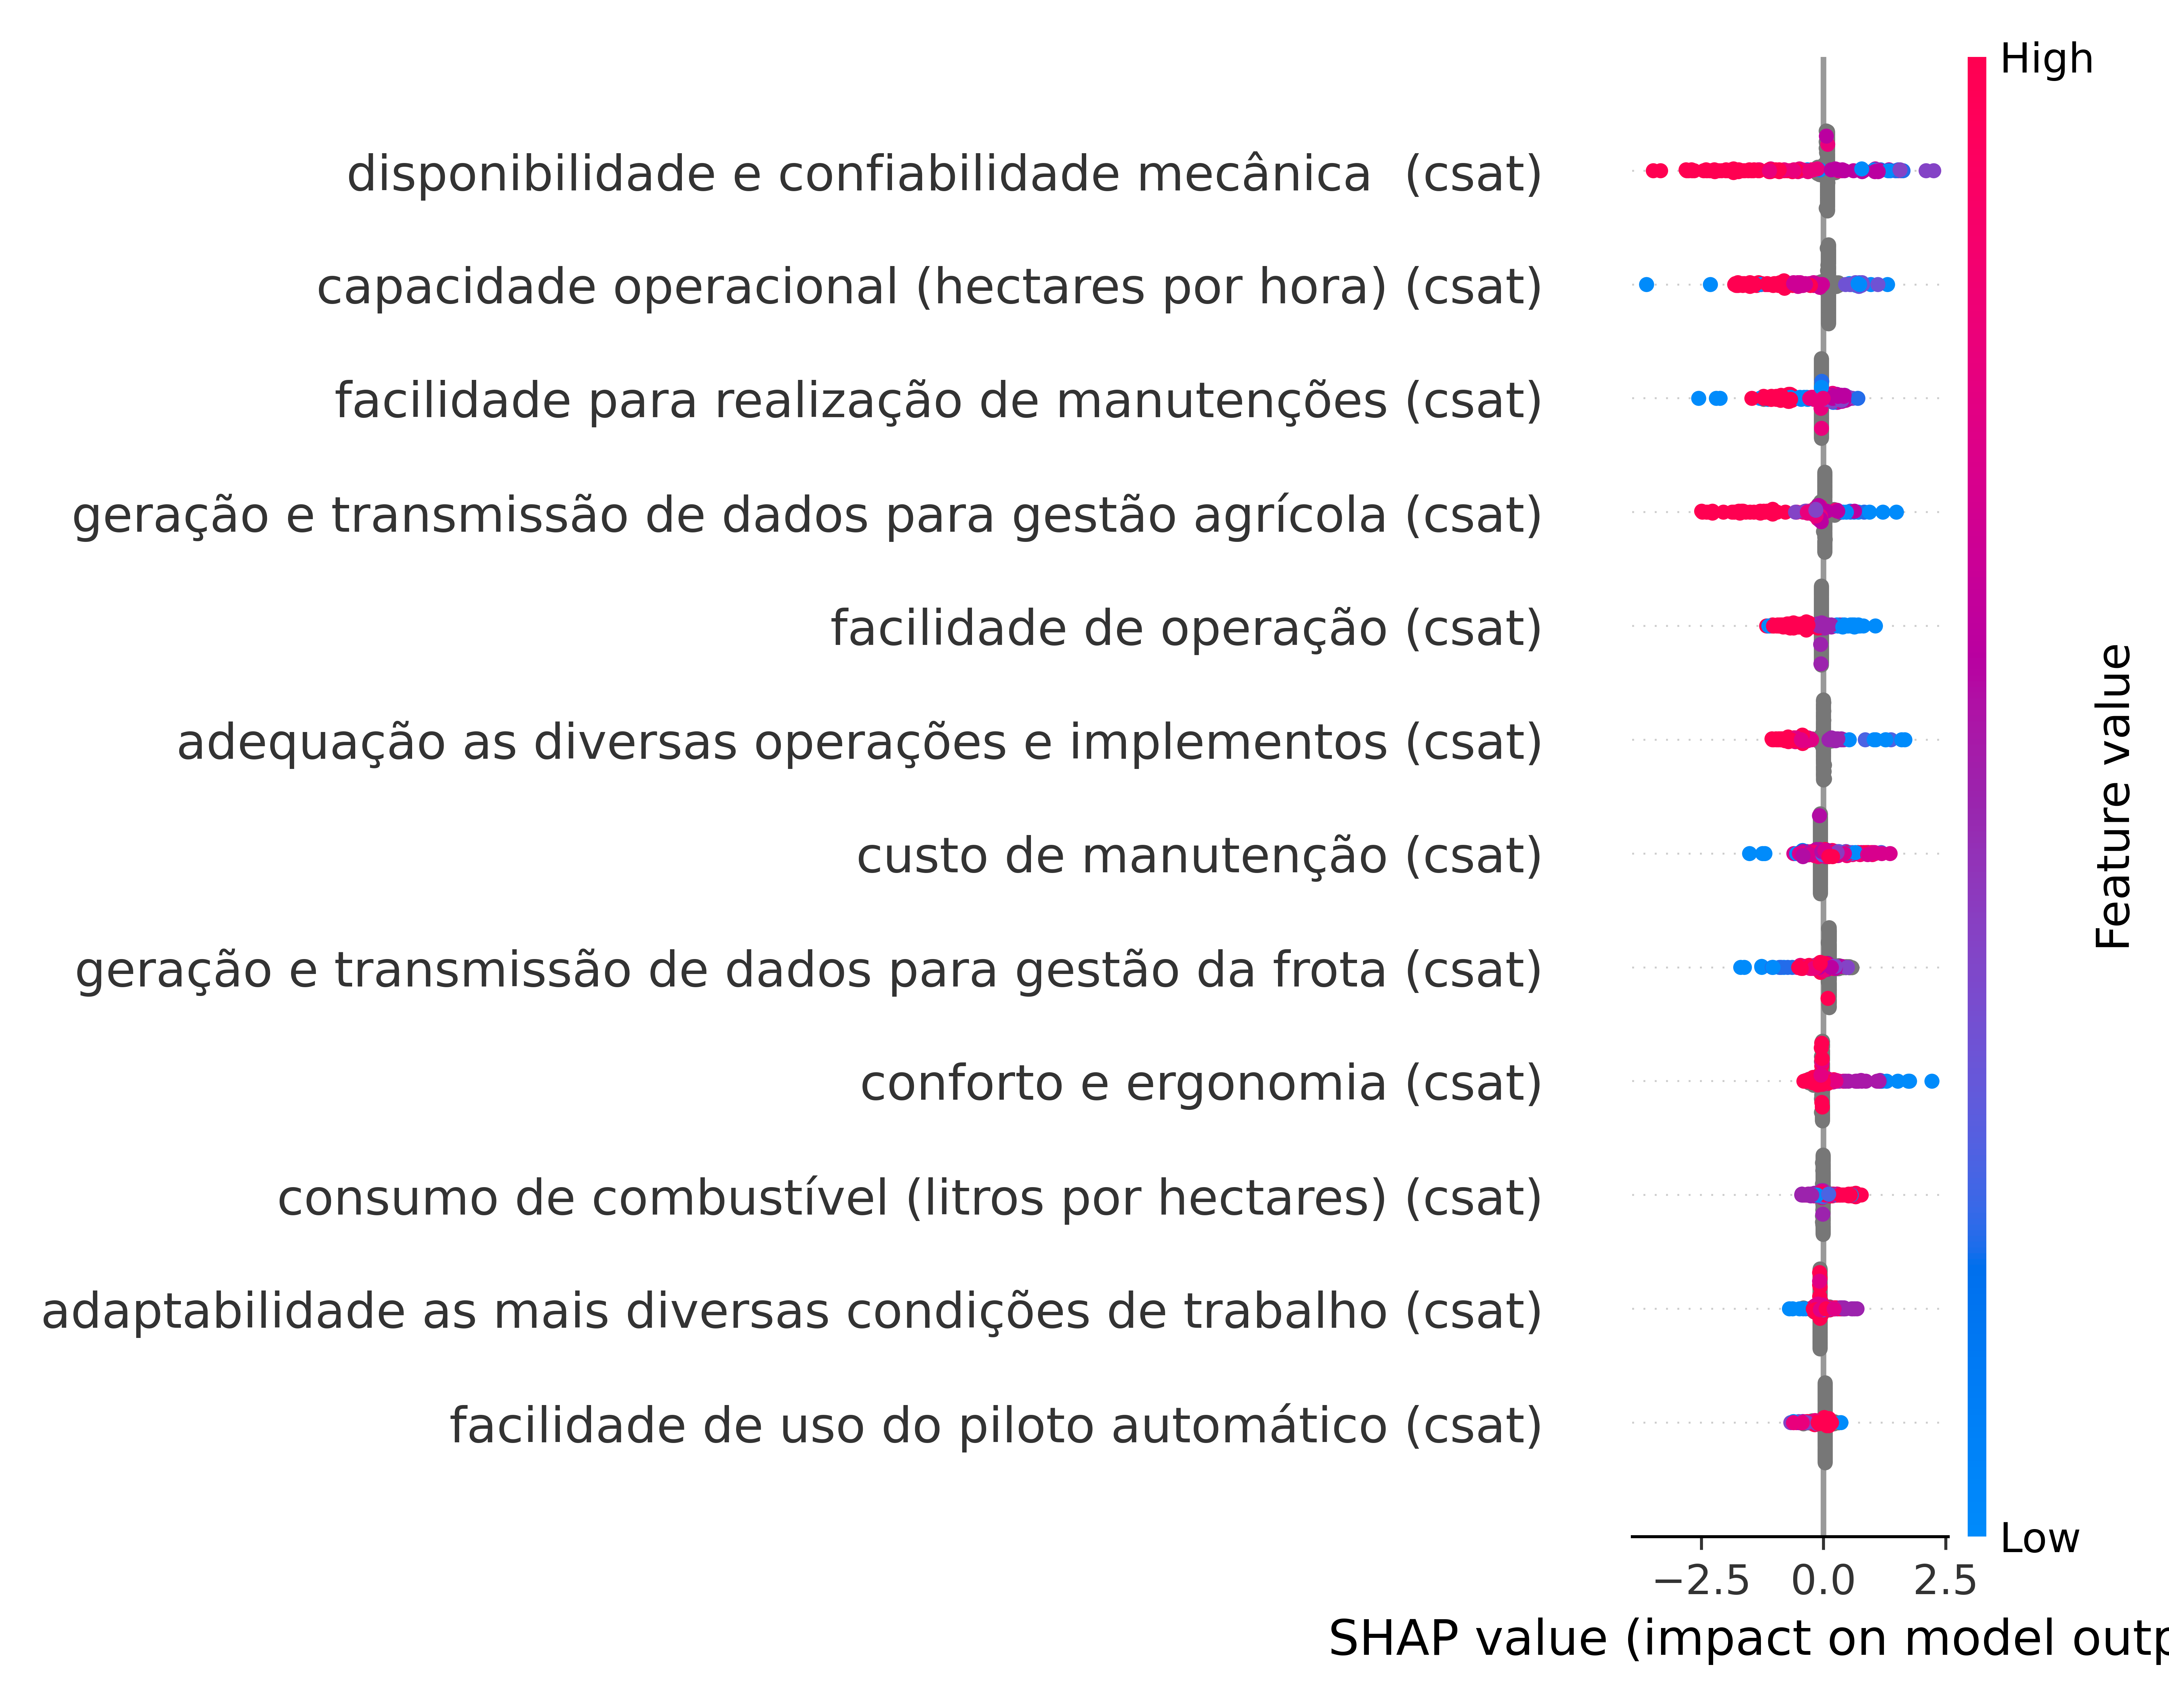 High
disponibilidade e confiabilidade mecânica  (csat)
capacidade operacional (hectares por hora) (csat)
facilidade para realização de manutenções (csat)
geração e transmissão de dados para gestão agrícola (csat)
facilidade de operação (csat)
adequação as diversas operações e implementos (csat)
custo de manutenção (csat)
geração e transmissão de dados para gestão da frota (csat)
conforto e ergonomia (csat)
consumo de combustível (litros por hectares) (csat)
adaptabilidade as mais diversas condições de trabalho (csat)
facilidade de uso do piloto automático (csat)
Feature value
Low
−2.5 0.0 2.5
SHAP value (impact on model outp